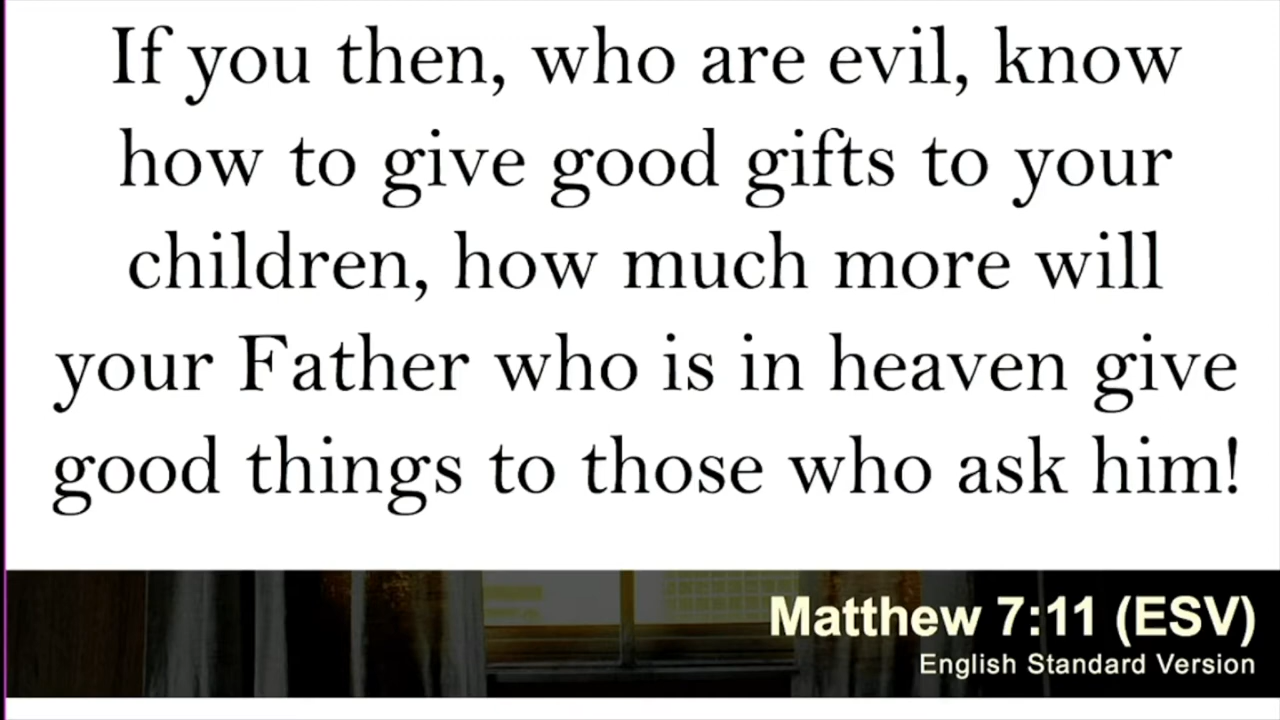 If you then, who are evil, know
how to give good gifts to your
children, how much more will
your Father who is in heaven give
good things to those who ask him!
Matthew 7:11 (ESV)
English Standard Version